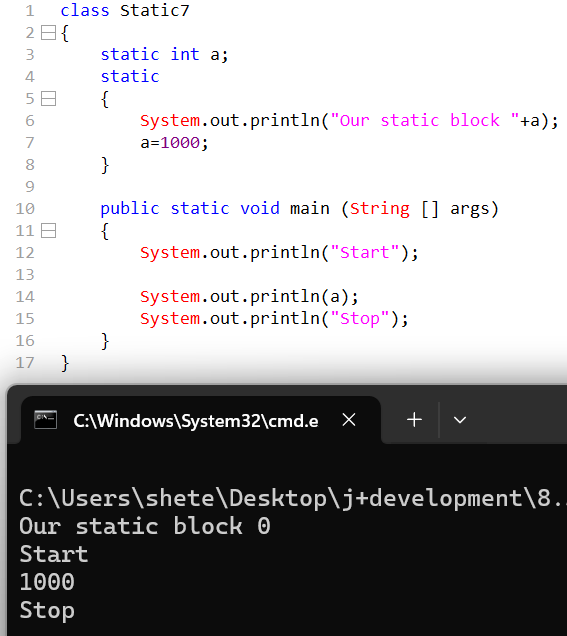 1 class Static7
2 {
3 static int a;
4 static
5 {
6 System.out.println("Our static block "+a);
7 a=1000;
8 }
9
10 public static void main (String [] args)
11 {
12 System.out.println("Start");
13
14 System.out.println(a);
15 System.out.println("Stop");
16 }
17 }
C:\Windows\System32\cmd.e
C:\Users\shete\Desktop\j+development\8.
Our static block 0
Start
1000
Stop